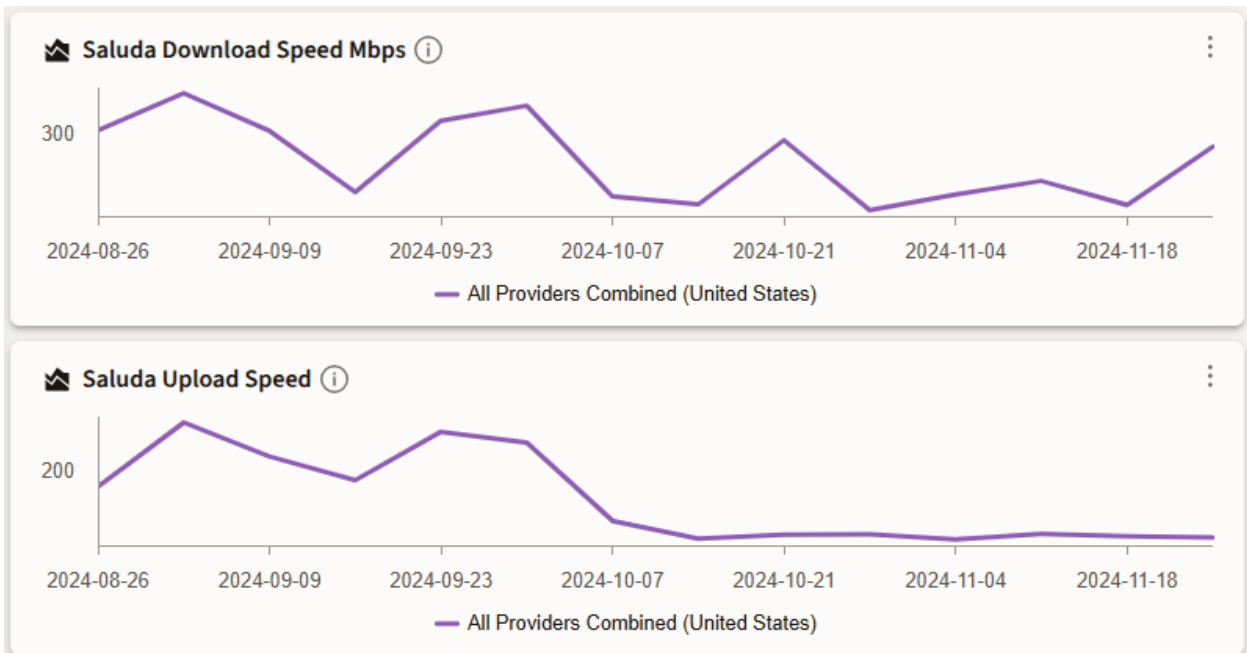 Saluda Download Speed Mbps
300
2024-08-26 2024-09-09 2024-09-23 2024-10-07 2024-10-21 2024-11-04 2024-11-18
All Providers Combined (United States)
Saluda Upload Speed
200
2024-08-26 2024-09-09 2024-09-23 2024-10-07 2024-10-21 2024-11-04 2024-11-18
All Providers Combined (United States)